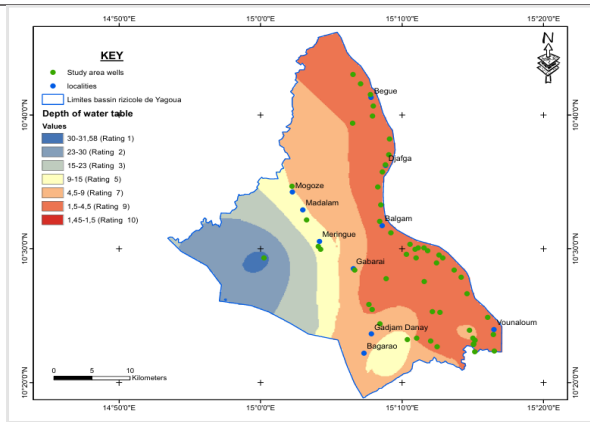 14°50'0"E 15°0'0"E 15°10'0"E 15°20'0"E
KEY
Study area wells
localities
Limites bassin rizicole de Yagoua
Depth of water table
Values
30-31,58 (Rating 1)
23-30 (Rating 2)
15-23 (Rating 3)
9-15 (Rating 5)
4,5-9 (Rating 7)
1,5-4,5 (Rating 9)
1,45-1,5 (Rating 10)
N
10°40'0"N 10°40'0"N
Begue
Djafga
Mogoze
Madalam
Balgam
Meringue
10°30'0"N 10°30'0"N
Gabarai
Vounaloum
Gadjam Danay
Bagarao
10°20'0"N 10°20'0"N
0 5 10
Kilometers
14°50'0"E 15°0'0"E 15°10'0"E 15°20'0"E